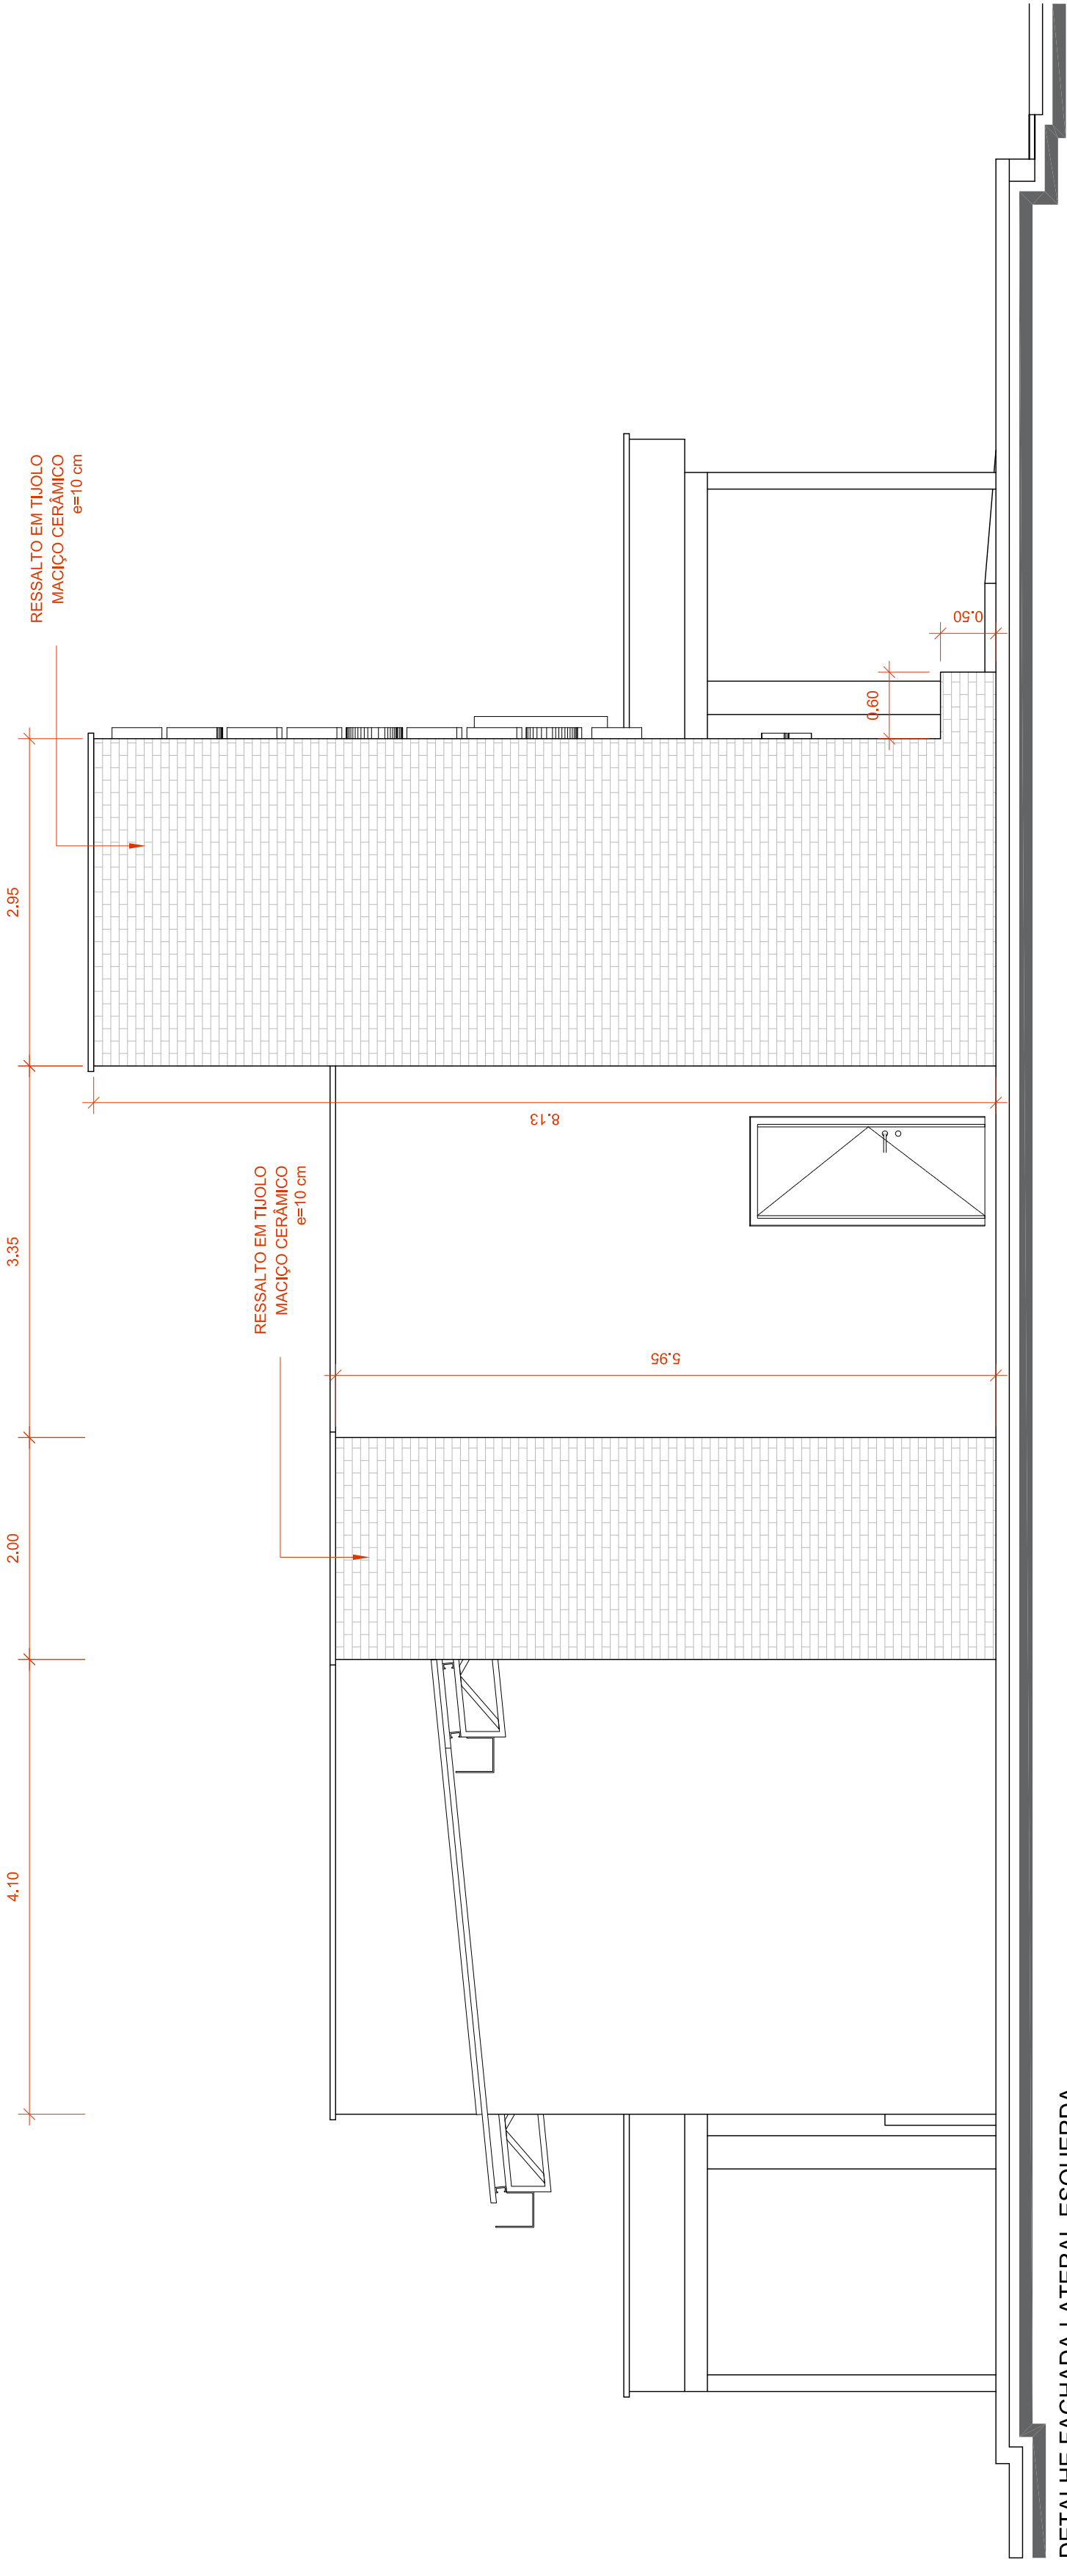 4.10
2.00
3.35
2.95
RESSALTO EM TIJOLO
MACIÇO CERÂMICO
e=10 cm
RESSALTO EM TIJOLO
MACIÇO CERÂMICO
e=10 cm
5.95
8.13
0.60
0.50
DETALHE FACHADA LATERAL ESQUERDA